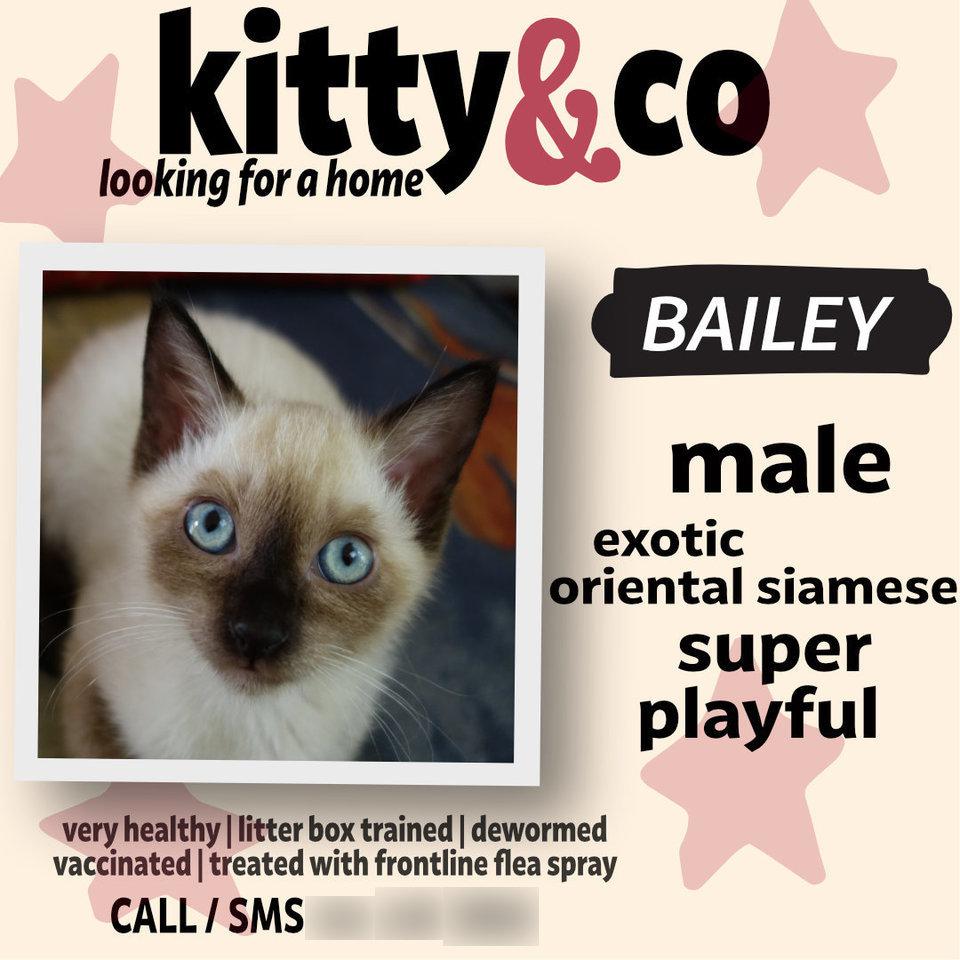 kitty&co
looking for a home
BAILEY
male
exotic
oriental siamese
super
playful
very healthy | litter box trained | dewormed
vaccinated | treated with frontline flea spray
CALL / SMS